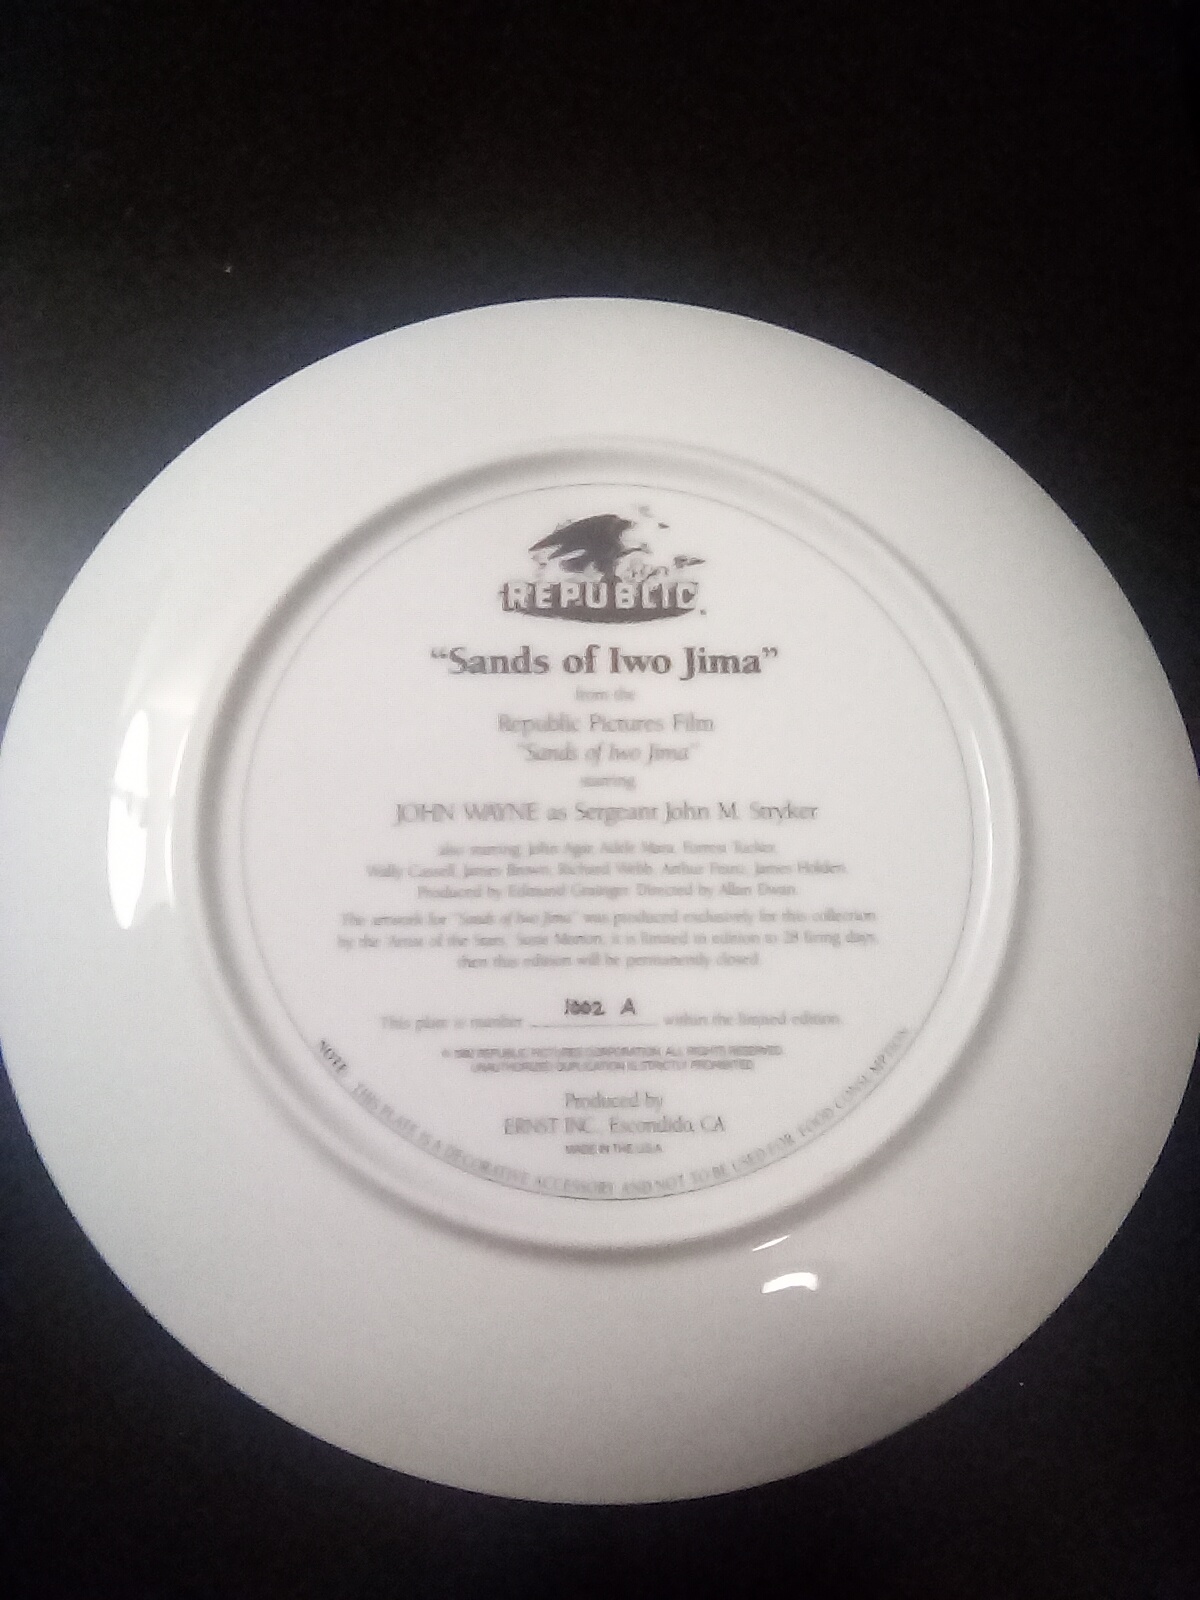 REPUBLIC
“Sands of Iwo Jima”
from the
Republic Pictures Film
"Sands of Iwo Jima"
starring
JOHN WAYNE as Sergeant John M. Stryker
also starring John Agar, Adele Mara, Forrest Tucker,
Wally Cassell, James Brown, Richard Webb, Arthur Franz, James Holden.
Produced by Edmund Grainger Directed by Allan Dwan.
The artwork for "Sands of Iwo Jima" was produced exclusively for this collection
by the Artist of the Stars, Susie Morton, it is limited in edition to 28 firing days,
then this edition will be permanently closed.
This plate is number 1002 A within the limited edition.
REPUBLIC PICTURES CORPORATION. ALL RIGHTS RESERVED.
UNAUTHORIZED DUPLICATION IS STRICTLY PROHIBITED
Produced by
ERNST INC., Escondido, CA
MADE IN THE U.S.A.
NOTE: THIS PLATE IS A DECORATIVE ACCESSORY AND NOT TO BE USED FOR FOOD CONSUMPTION